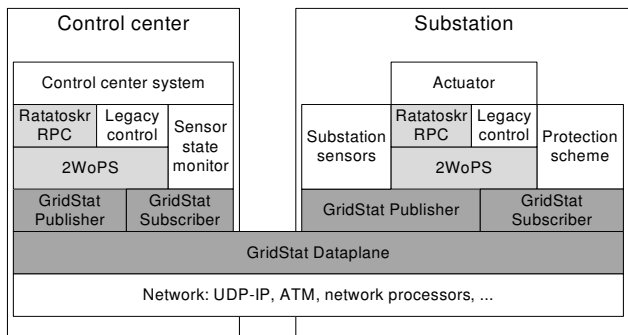 Control center
Substation
Control center system
Actuator
Ratatoskr
RPC
Legacy
control
Sensor
state
monitor
2WoPS
GridStat
Publisher
GridStat
Subscriber
Substation
sensors
Ratatoskr
RPC
Legacy
control
Protection
scheme
2WoPS
GridStat Publisher
GridStat
Subscriber
GridStat Dataplane
Network: UDP-IP, ATM, network processors, ...